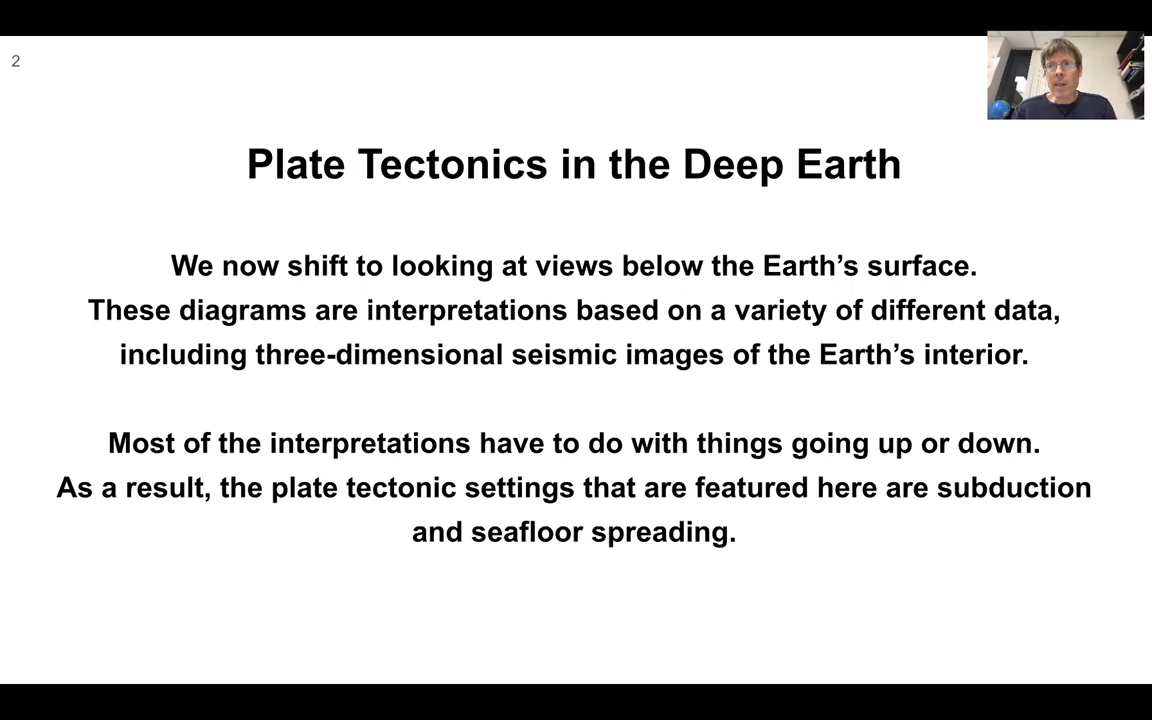 2
Plate Tectonics in the Deep Earth
We now shift to looking at views below the Earth’s surface.
These diagrams are interpretations based on a variety of different data,
including three-dimensional seismic images of the Earth’s interior.
Most of the interpretations have to do with things going up or down.
As a result, the plate tectonic settings that are featured here are subduction
and seafloor spreading.